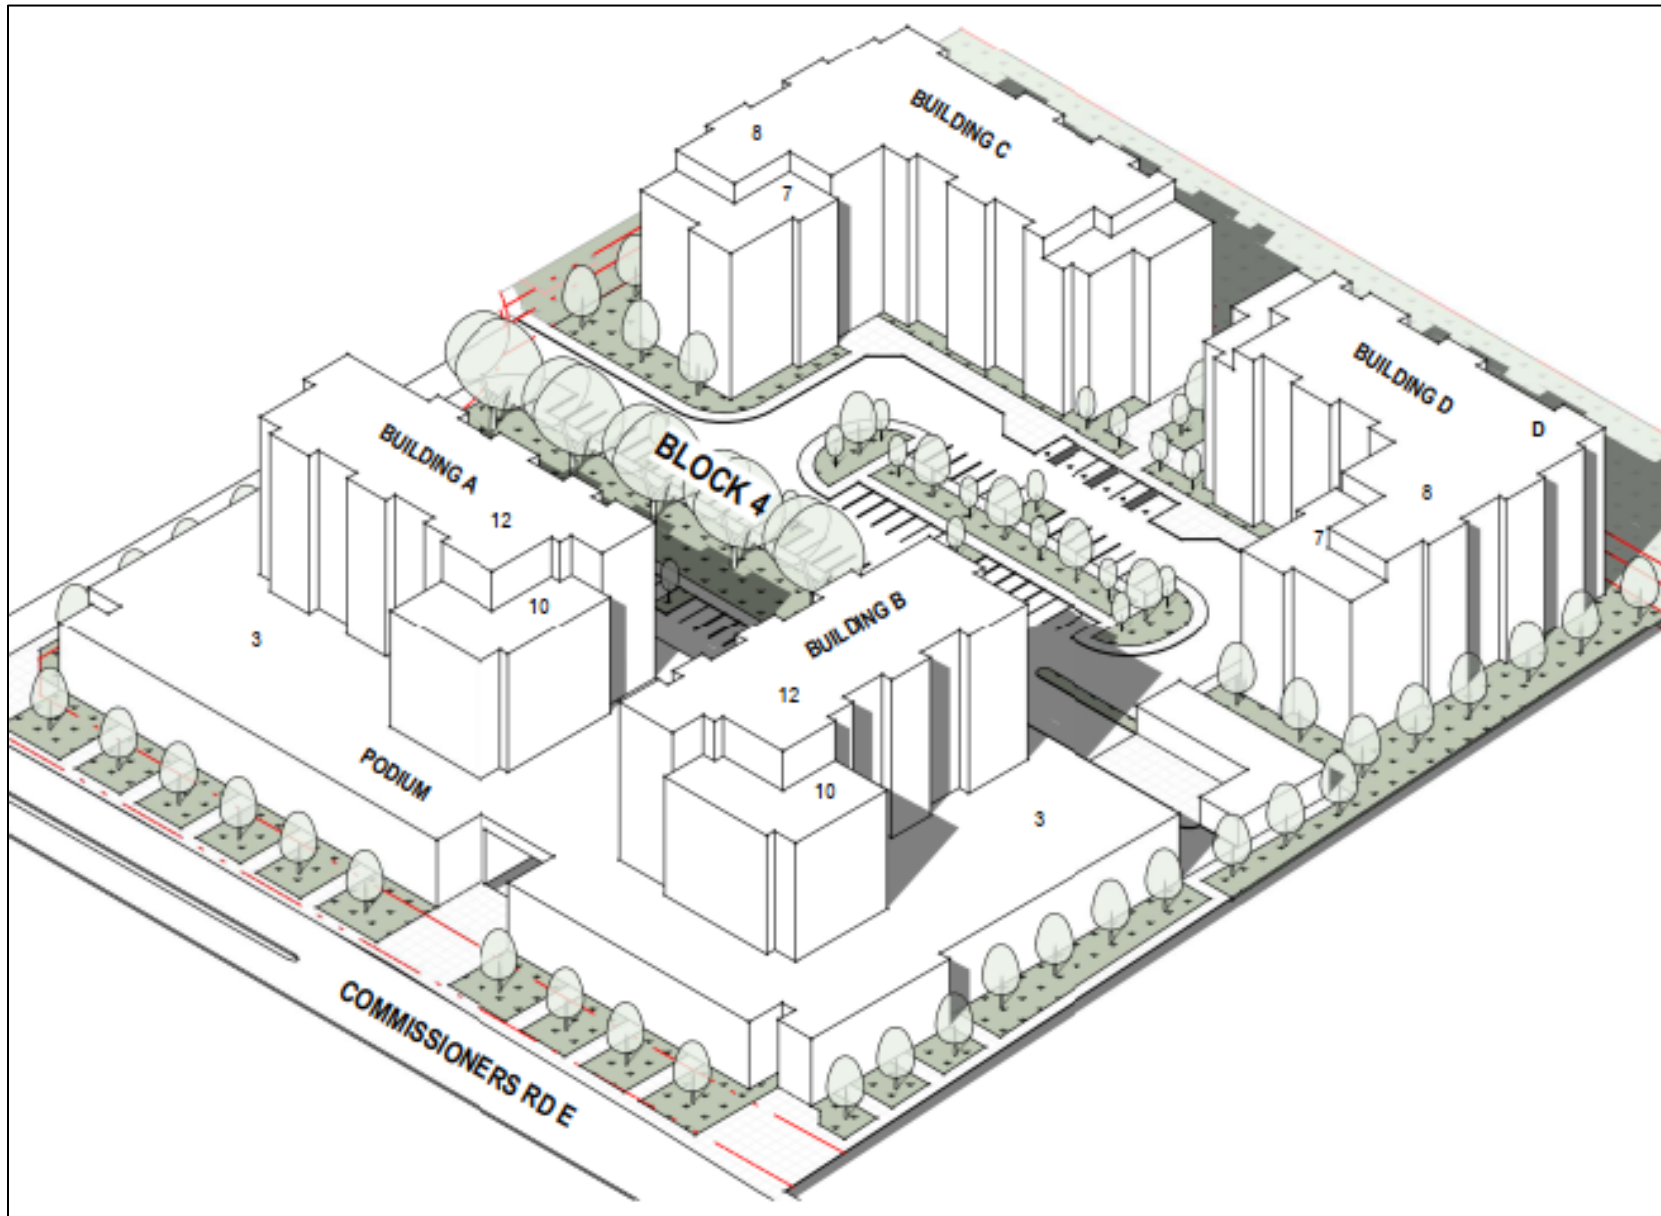 BUILDING C
8
7
BUILDING D
D
8
7
BLOCK 4
BUILDING A
12
10
3
BUILDING B
12
10
3
PODIUM
COMMISSIONERS RD E